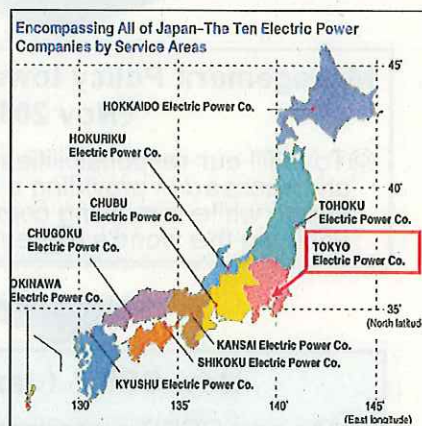 Encompassing All of Japan–The Ten Electric Power
Companies by Service Areas
45
HOKKAIDO Electric Power Co.
HOKURIKU
Electric Power Co.
40
CHUBU
Electric Power Co.
TOHOKU
Electric Power Co.
CHUGOKU
Electric Power Co.
TOKYO
Electric Power Co.
OKINAWA
Electric Power Co.
35
(North latitude
KANSAI Electric Power Co.
SHIKOKU Electric Power Co.
KYUSHU Electric Power Co.
130
135
140
145
(East longitude)